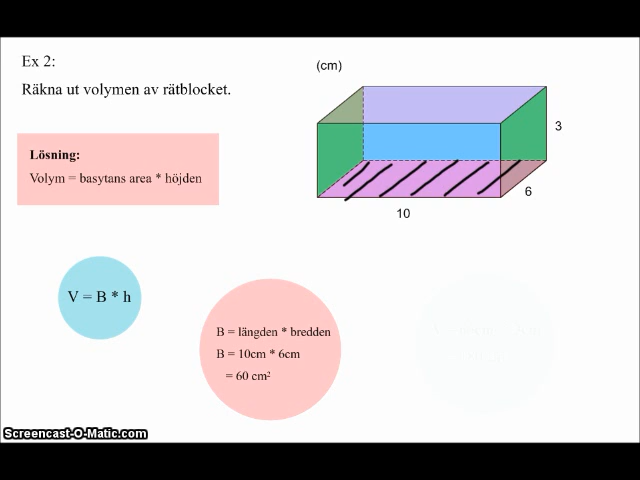 Ex 2:
(cm)
Räkna ut volymen av rätblocket.
3
Lösning:
Volym = basytans area * höjden
6
10
V = B * h
B = längden * bredden
B = 10cm * 6cm
= 60 cm²
Screencast-O-Matic.com